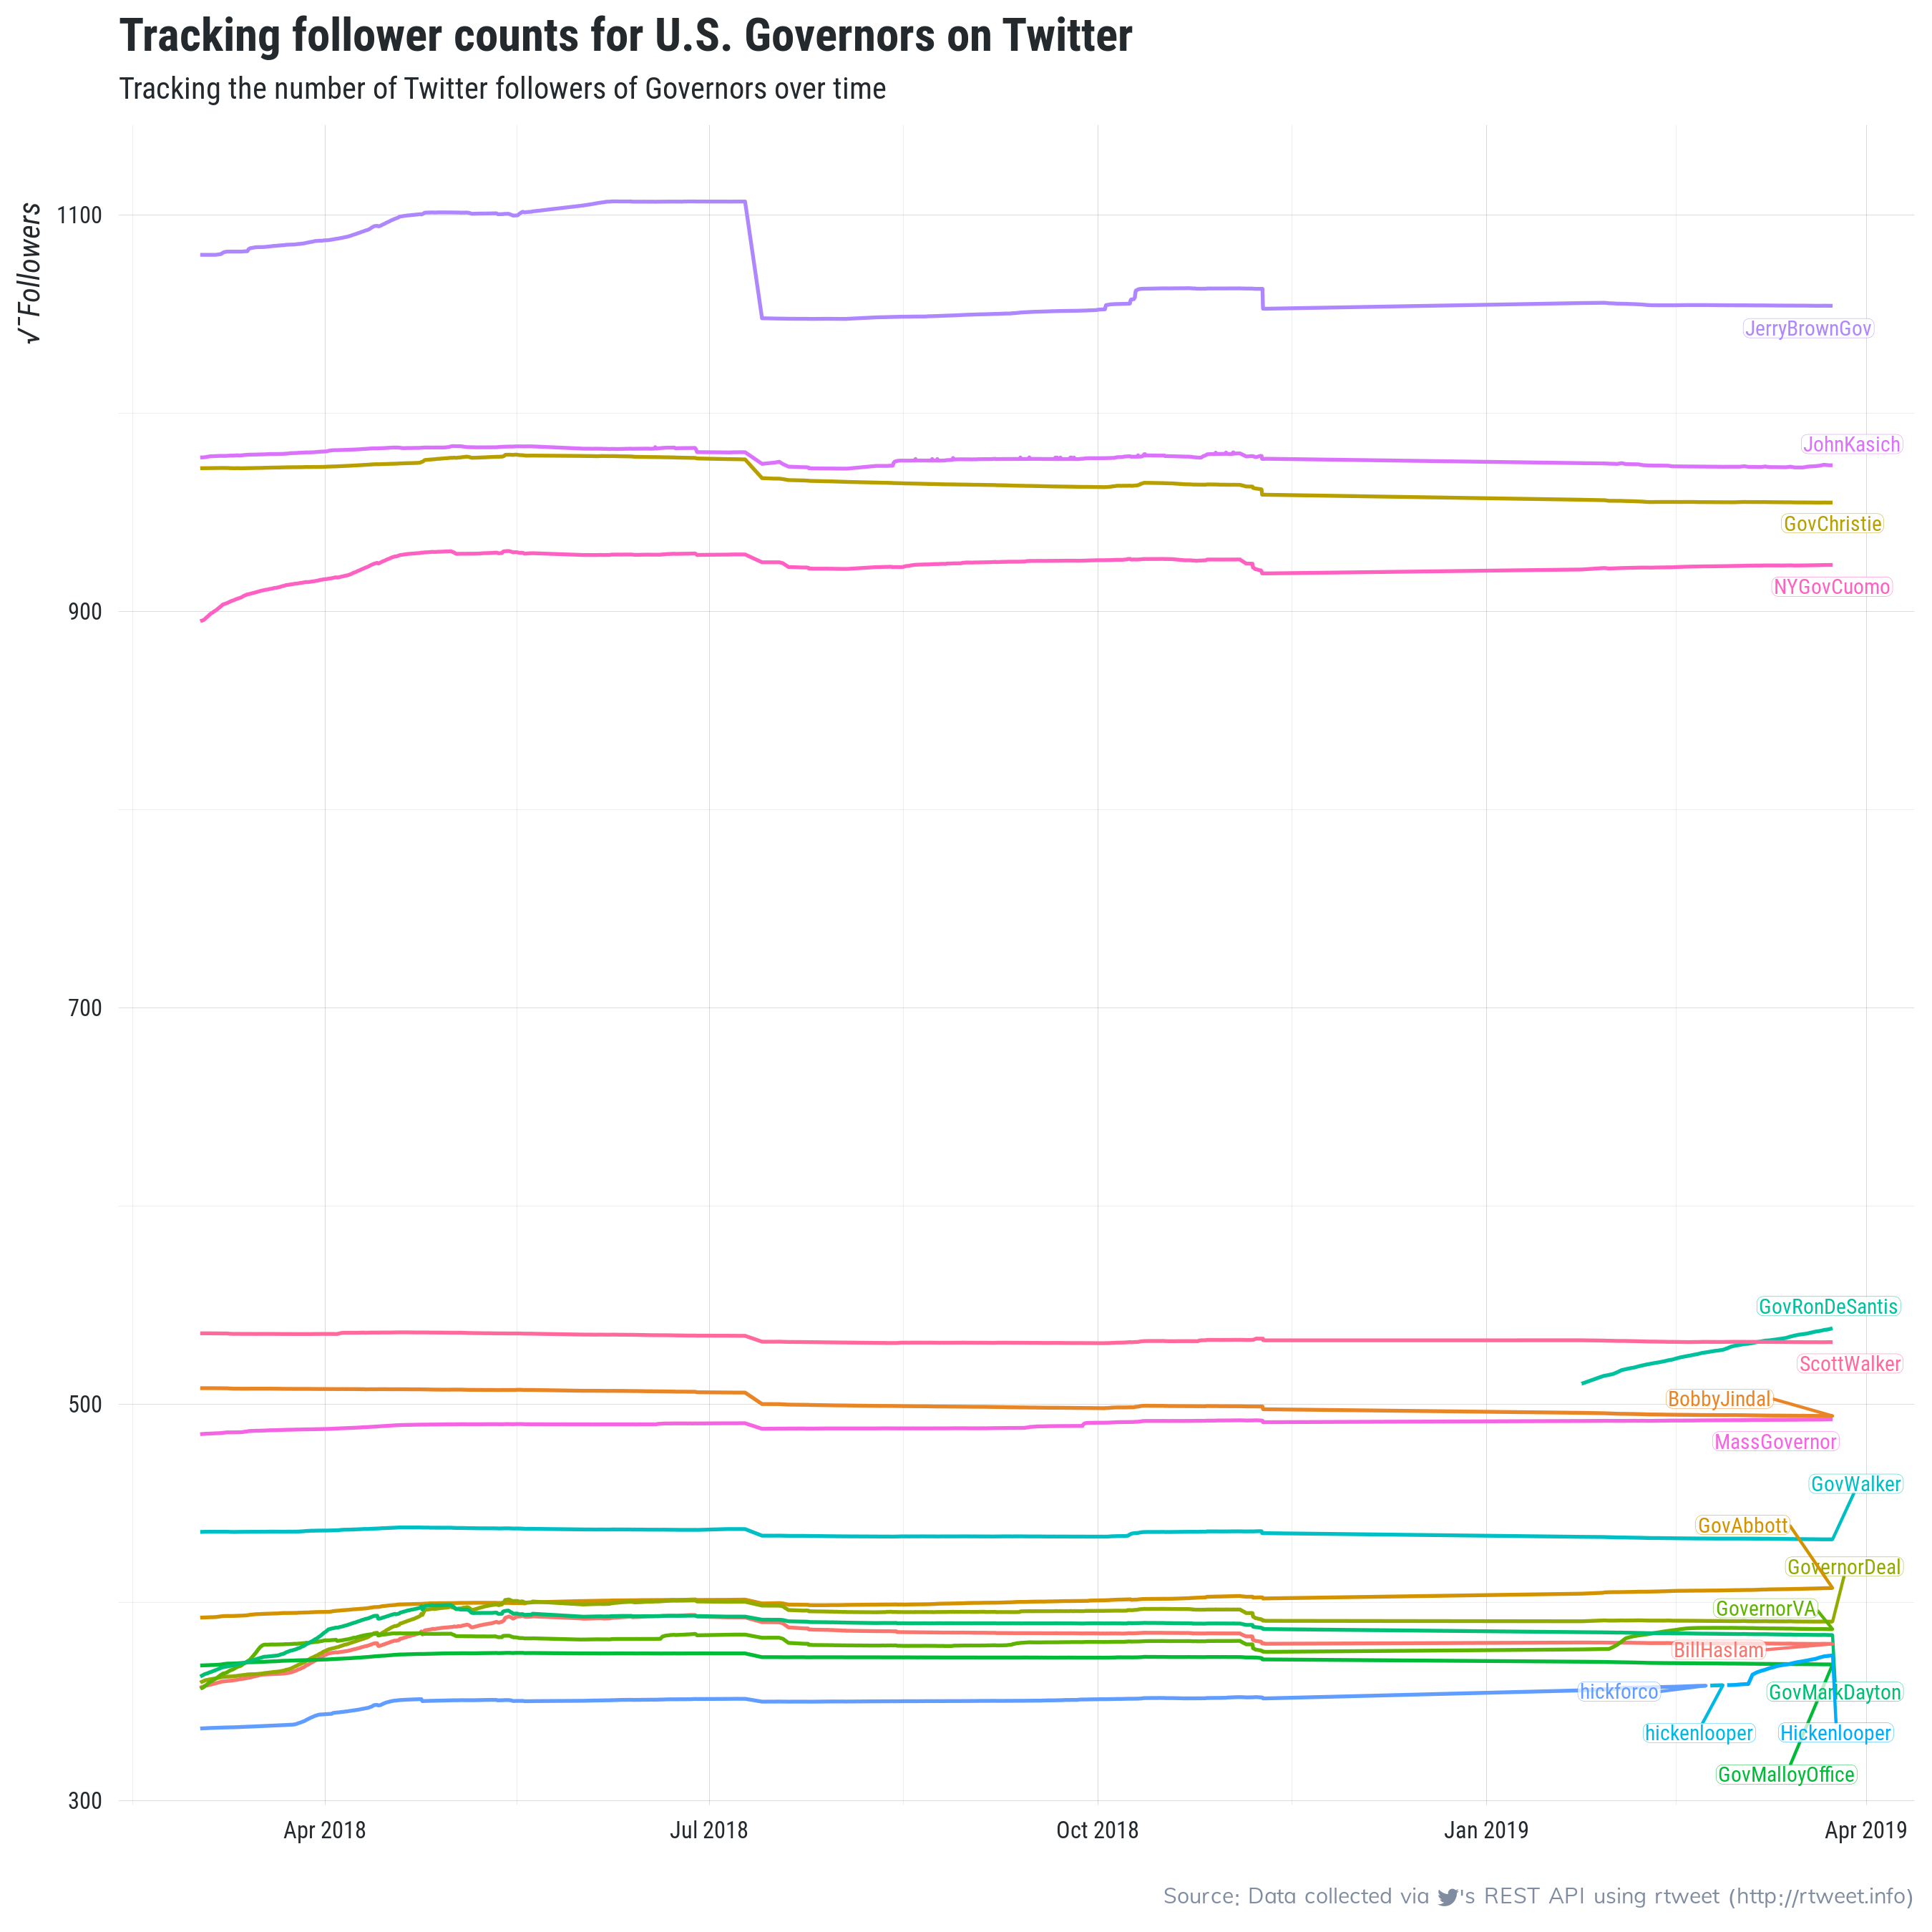 Tracking follower counts for U.S. Governors on Twitter
Tracking the number of Twitter followers of Governors over time
√¯Followers
1100
900
700
500
300
JerryBrownGov
JohnKasich
GovChristie
NYGovCuomo
GovRonDeSantis
ScottWalker
BobbyJindal
MassGovernor
GovWalker
GovAbbott
GovernorDeal
GovernorVA
BillHaslam
hickforco
GovMarkDayton
hickenlooper
Hickenlooper
GovMalloyOffice
Apr 2018
Jul 2018
Oct 2018
Jan 2019
Apr 2019
Source: Data collected via 's REST API using rtweet (http://rtweet.info)